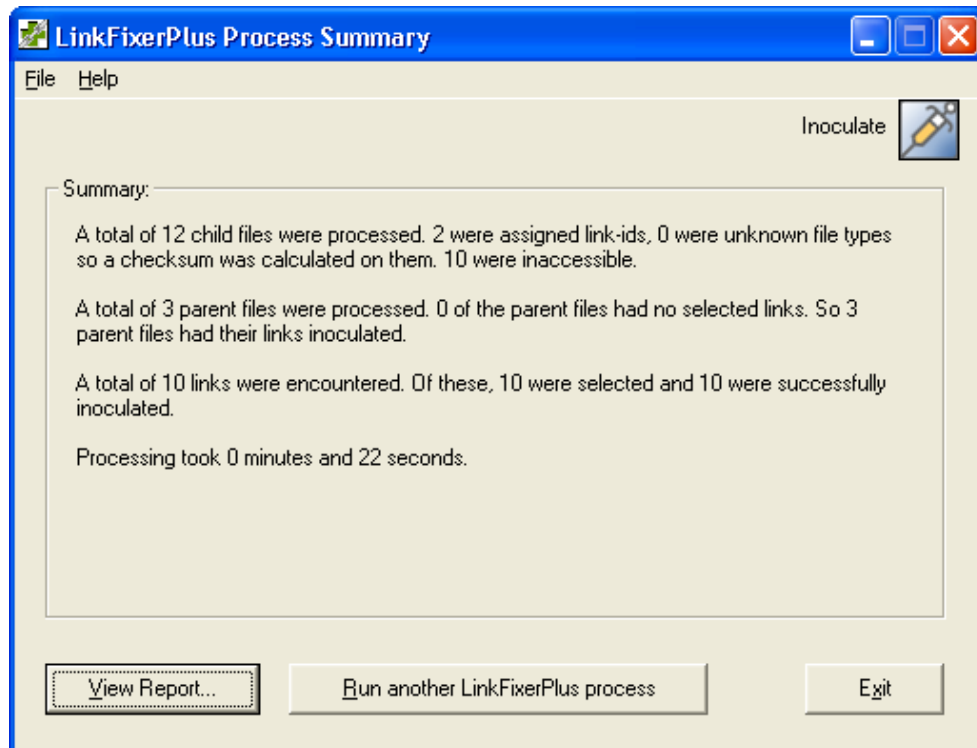 LinkFixerPlus Process Summary
File Help
Inoculate
Summary:
A total of 12 child files were processed. 2 were assigned link-ids, 0 were unknown file types
so a checksum was calculated on them. 10 were inaccessible.
A total of 3 parent files were processed. 0 of the parent files had no selected links. So 3
parent files had their links inoculated.
A total of 10 links were encountered. Of these, 10 were selected and 10 were successfully
inoculated.
Processing took 0 minutes and 22 seconds.
View Report... Run another LinkFixerPlus process Exit